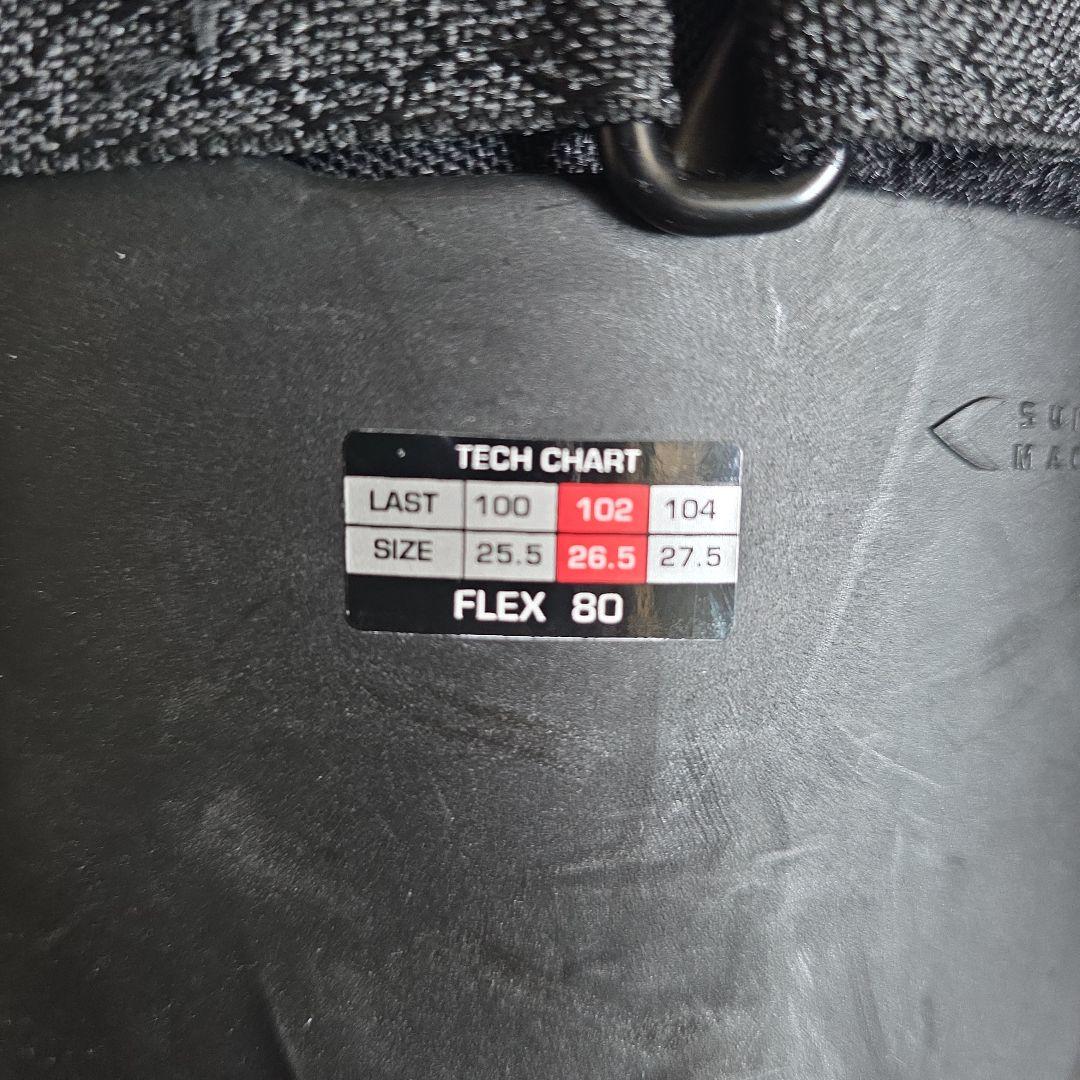 TECH CHART
LAST 100 102 104
SIZE 25.5 26.5 27.5
FLEX 80